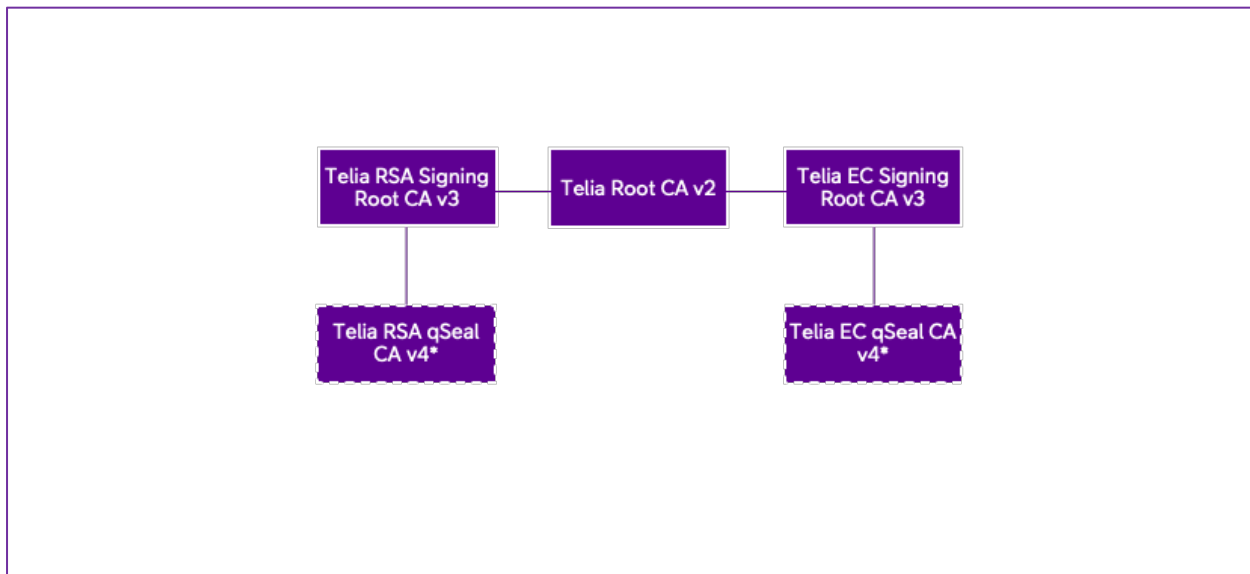 Telia RSA Signing
Root CA v3
Telia Root CA v2
Telia EC Signing
Root CA v3
Telia RSA qSeal
CA v4*
Telia EC qSeal CA
v4*